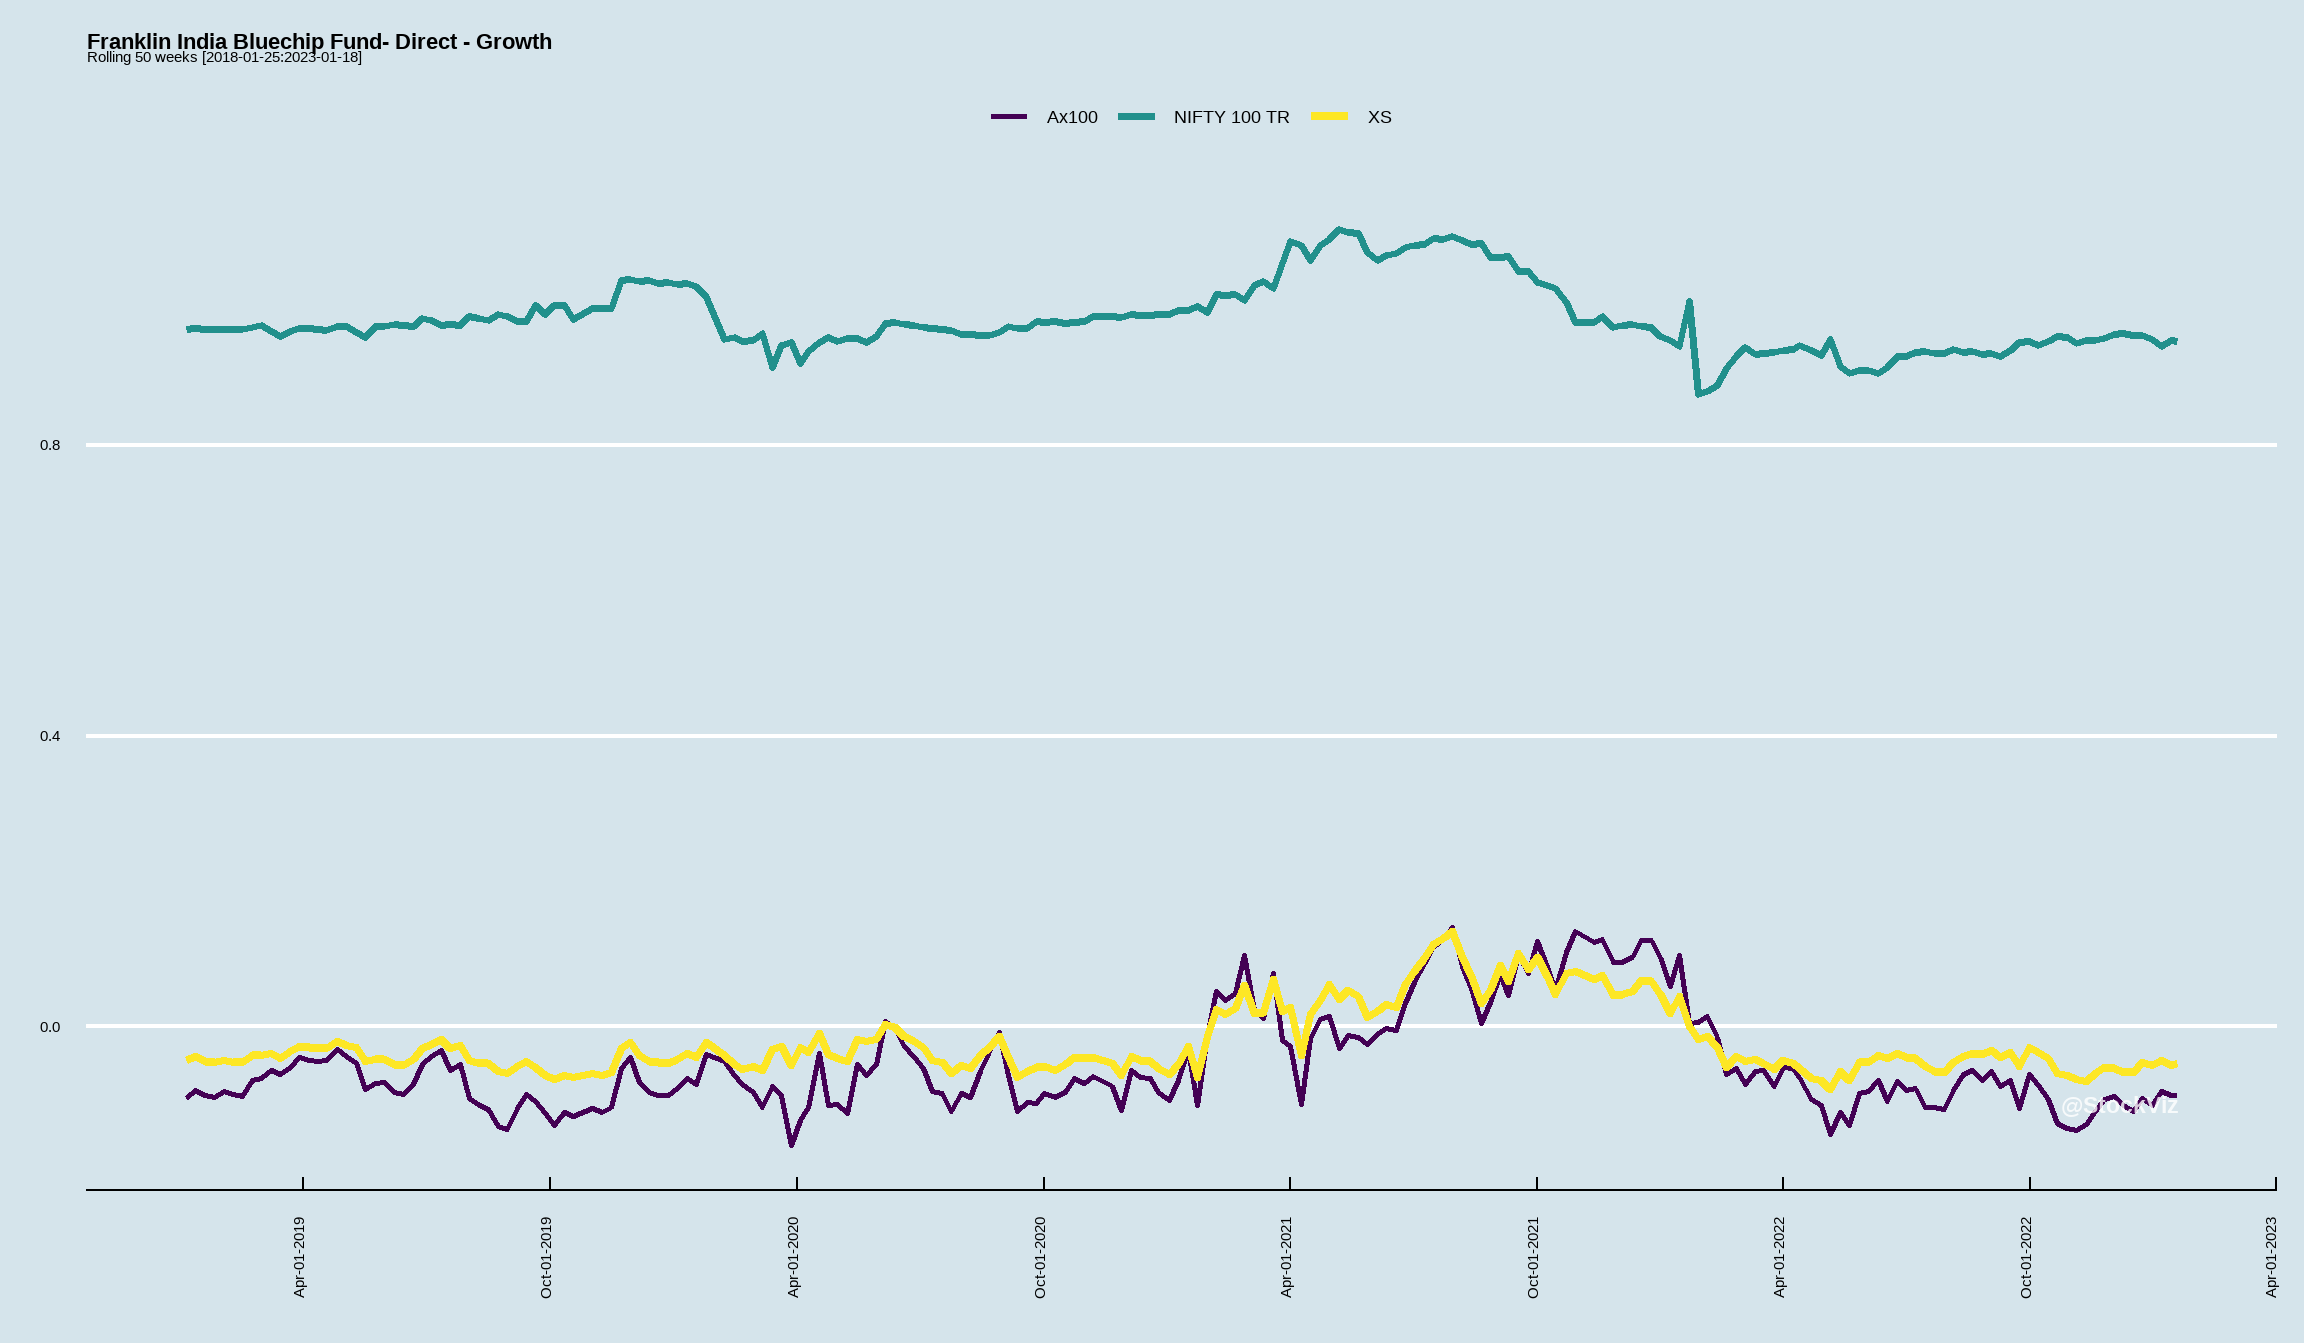 Franklin India Bluechip Fund- Direct - Growth
Rolling 50 weeks [2018-01-25:2023-01-18]
Ax100 NIFTY 100 TR XS
0.8
0.4
0.0
@StockViz
Apr-01-2019 Oct-01-2019 Apr-01-2020 Oct-01-2020 Apr-01-2021 Oct-01-2021 Apr-01-2022 Oct-01-2022 Apr-01-2023